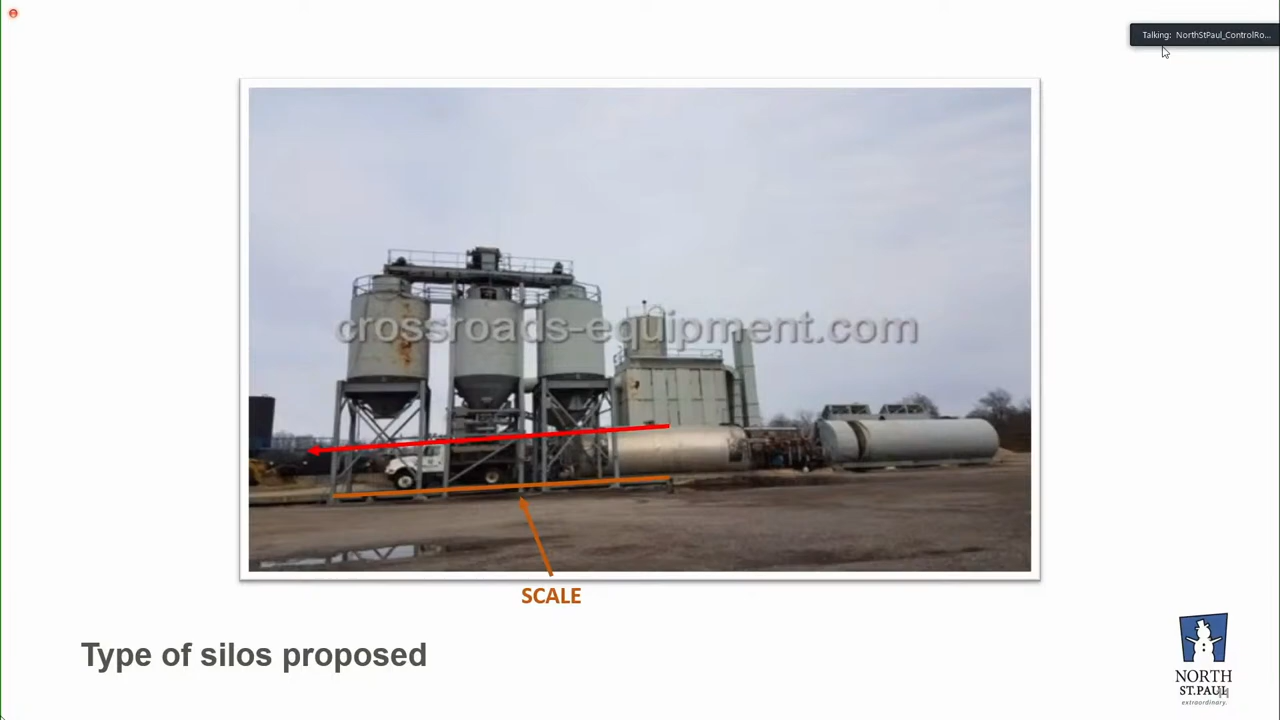 Talking: NorthStPaul_ControlRo...
crossroads-equipment.com
SCALE
Type of silos proposed
NORTH
ST.PAUL
extraordinary.